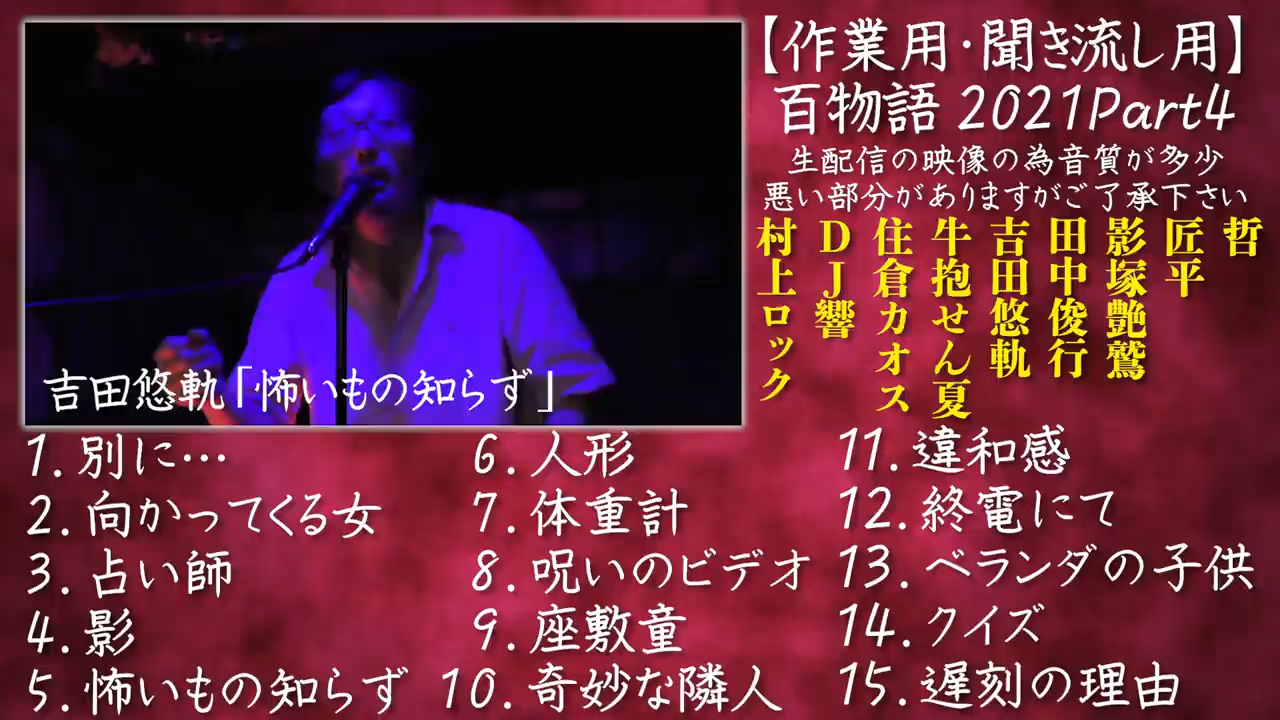 【作業用・聞き流し用】
百物語 2021Part4
生配信の映像の為音質が多少
悪い部分がありますがご了承下さい
哲
匠平
影塚艶鷲
田中俊行
吉田悠軌
牛抱せん夏
住倉カオス
DJ響
村上ロック
吉田悠軌「怖いもの知らず」
1. 別に…
2. 向かってくる女
3. 占い師
4. 影
5. 怖いもの知らず
6. 人形
7. 体重計
8. 呪いのビデオ
9. 座敷童
10. 奇妙な隣人
11. 違和感
12. 終電にて
13. ベランダの子供
14. クイズ
15. 遅刻の理由